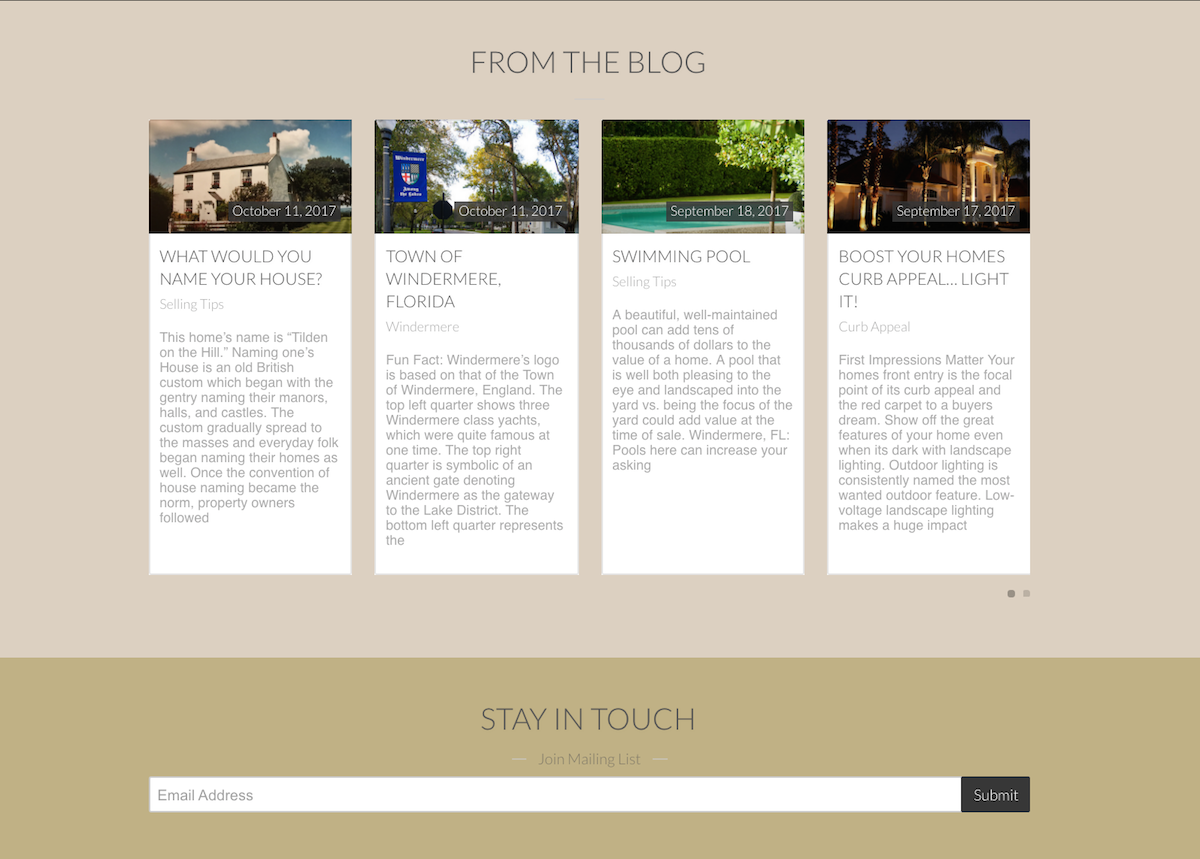 FROM THE BLOG
Windermere
Among
the Lakes
October 11, 2017
October 11, 2017
September 18, 2017
September 17, 2017
WHAT WOULD YOU
NAME YOUR HOUSE?
Selling Tips
This home’s name is “Tilden
on the Hill.” Naming one’s
House is an old British
custom which began with the
gentry naming their manors,
halls, and castles. The
custom gradually spread to
the masses and everyday folk
began naming their homes as
well. Once the convention of
house naming became the
norm, property owners
followed
TOWN OF
WINDERMERE,
FLORIDA
Windermere
Fun Fact: Windermere’s logo
is based on that of the Town
of Windermere, England. The
top left quarter shows three
Windermere class yachts,
which were quite famous at
one time. The top right
quarter is symbolic of an
ancient gate denoting
Windermere as the gateway
to the Lake District. The
bottom left quarter represents
the
SWIMMING POOL
Selling Tips
A beautiful, well-maintained
pool can add tens of
thousands of dollars to the
value of a home. A pool that
is well both pleasing to the
eye and landscaped into the
yard vs. being the focus of the
yard could add value at the
time of sale. Windermere, FL:
Pools here can increase your
asking
BOOST YOUR HOMES
CURB APPEAL… LIGHT
IT!
Curb Appeal
First Impressions Matter Your
homes front entry is the focal
point of its curb appeal and
the red carpet to a buyers
dream. Show off the great
features of your home even
when its dark with landscape
lighting. Outdoor lighting is
consistently named the most
wanted outdoor feature. Low-
voltage landscape lighting
makes a huge impact
STAY IN TOUCH
Join Mailing List
Email Address
Submit